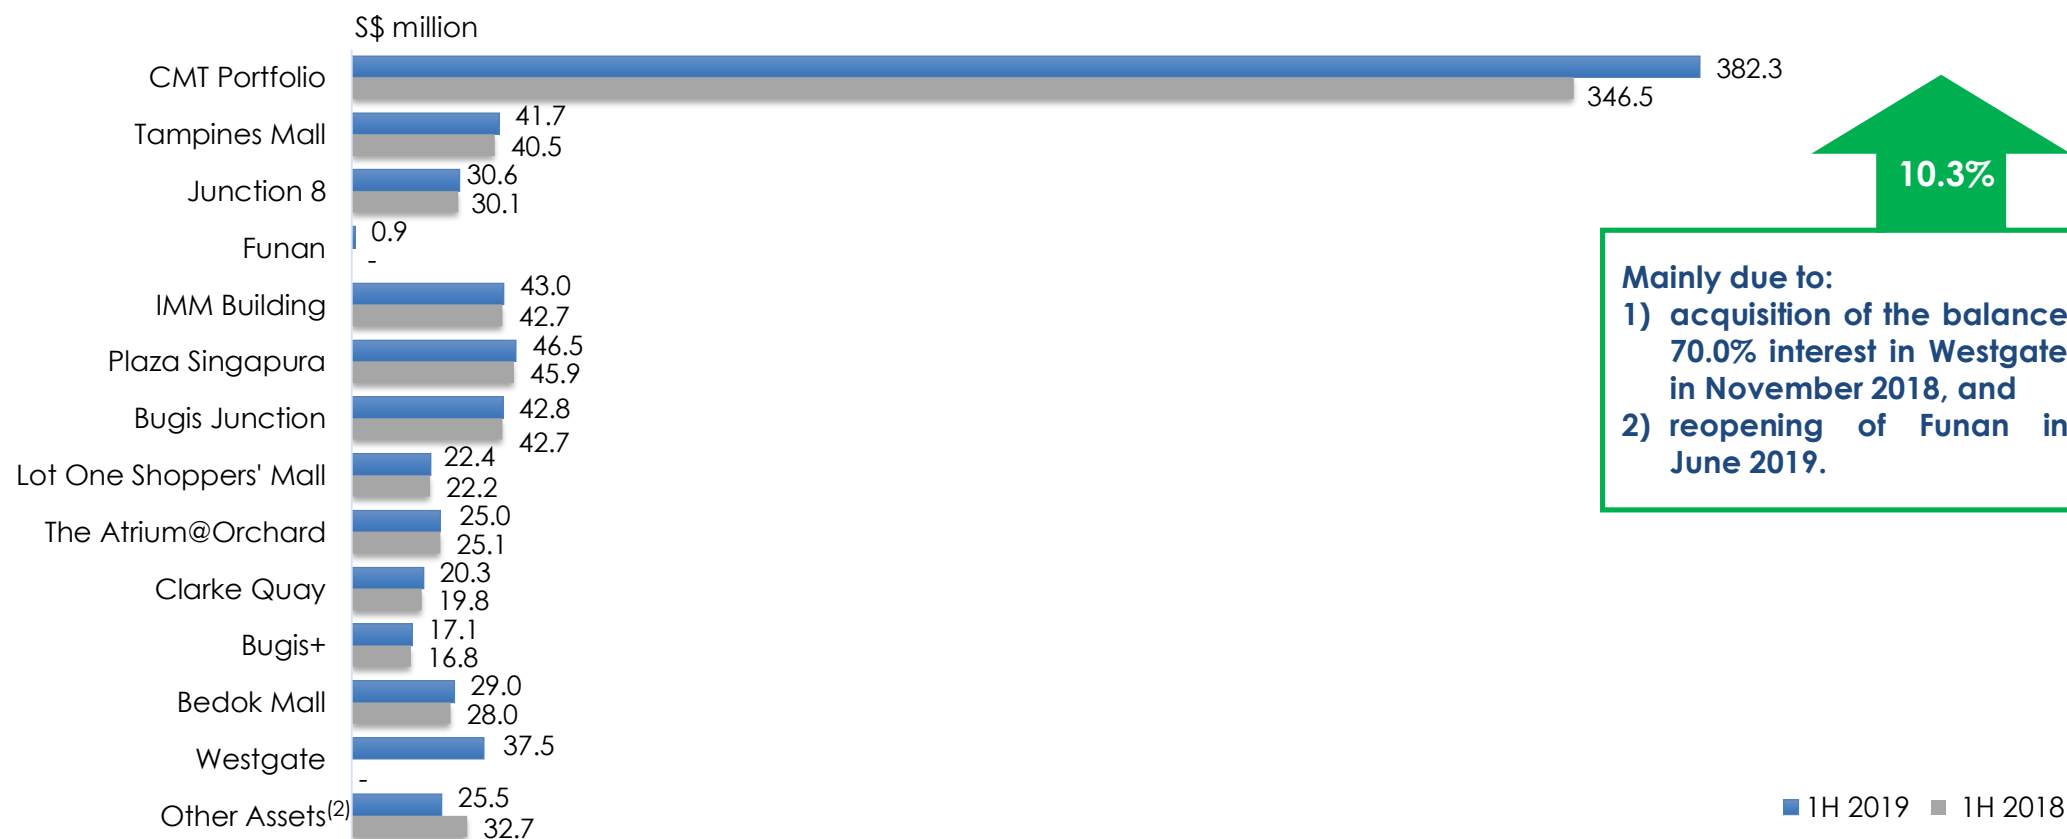 S$ million
CMT Portfolio
382.3
346.5
Tampines Mall
41.7
40.5
Junction 8
30.6
30.1
Funan
0.9
-
IMM Building
43.0
42.7
Plaza Singapura
46.5
45.9
Bugis Junction
42.8
42.7
Lot One Shoppers' Mall
22.4
22.2
The Atrium@Orchard
25.0
25.1
Clarke Quay
20.3
19.8
Bugis+
17.1
16.8
Bedok Mall
29.0
28.0
Westgate
37.5
-
Other Assets(2)
25.5
32.7
10.3%
Mainly due to:
1) acquisition of the balance
70.0% interest in Westgate
in November 2018, and
2) reopening of Funan in
June 2019.
1H 2019 1H 2018